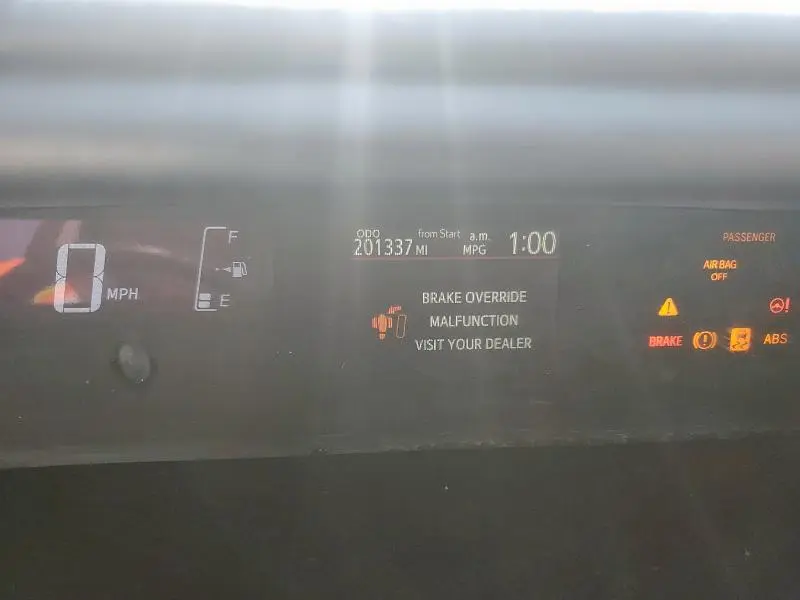 0 MPH
F
E
ODO from Start a.m.
201337 MI MPG 1:00
BRAKE OVERRIDE
MALFUNCTION
VISIT YOUR DEALER
PASSENGER
AIR BAG
OFF
!
!
BRAKE ! ABS